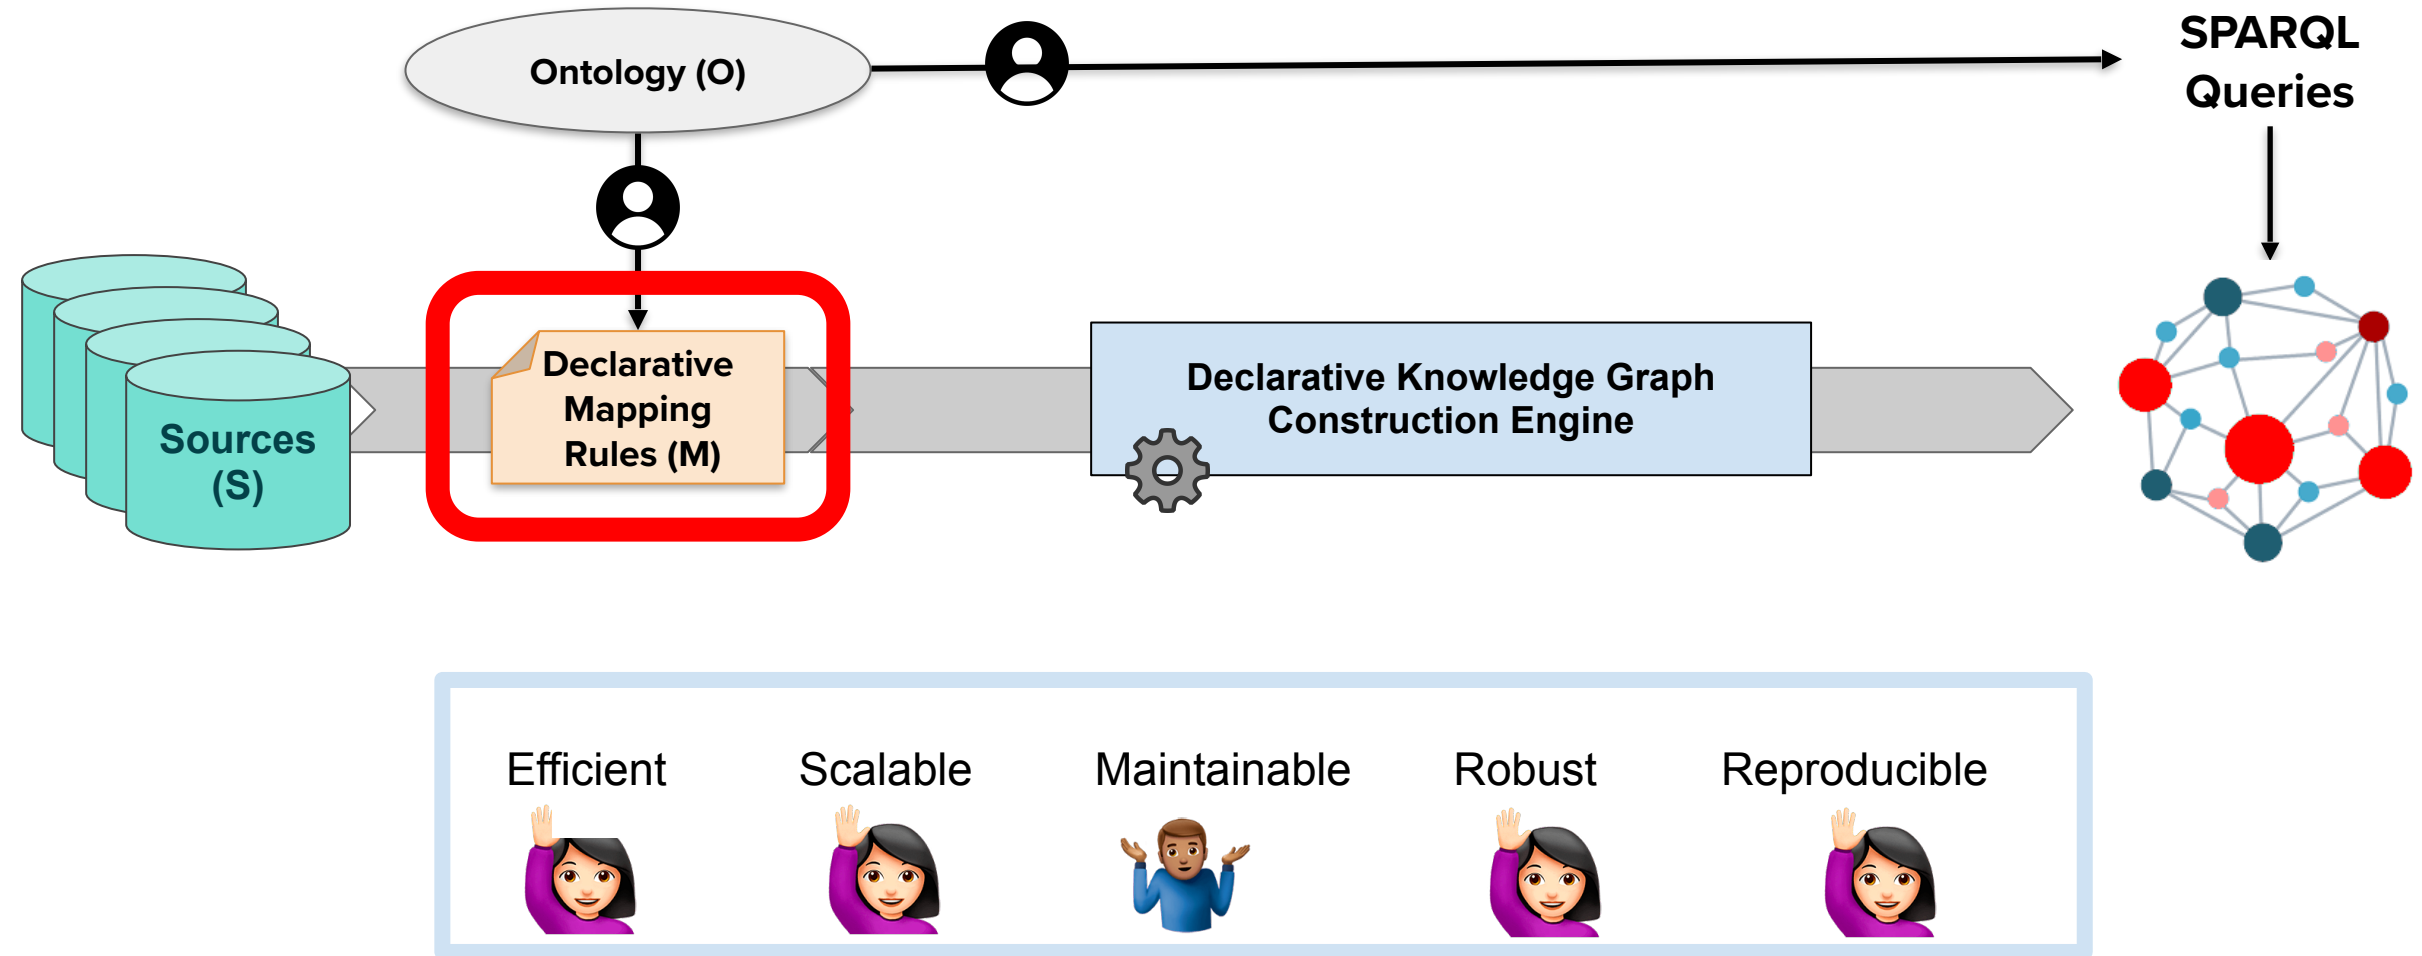 Ontology (O)
SPARQL
Queries
Sources
(S)
Declarative
Mapping
Rules (M)
Declarative Knowledge Graph
Construction Engine
Efficient
Scalable
Maintainable
Robust
Reproducible